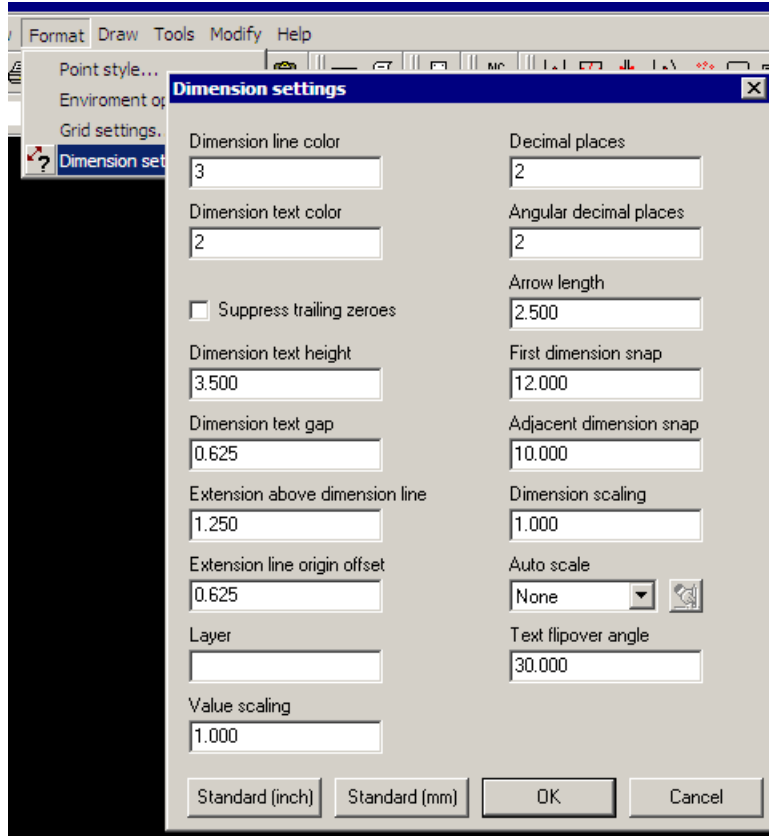 Format Draw Tools Modify Help
Point style...
Enviroment op
Grid settings.
Dimension set
Dimension settings
Dimension line color
3
Decimal places
2
Dimension text color
2
Angular decimal places
2
Suppress trailing zeroes
Arrow length
2.500
Dimension text height
3.500
First dimension snap
12.000
Dimension text gap
0.625
Adjacent dimension snap
10.000
Extension above dimension line
1.250
Dimension scaling
1.000
Extension line origin offset
0.625
Auto scale
None
Layer
Text flipover angle
30.000
Value scaling
1.000
Standard (inch) Standard (mm) OK Cancel